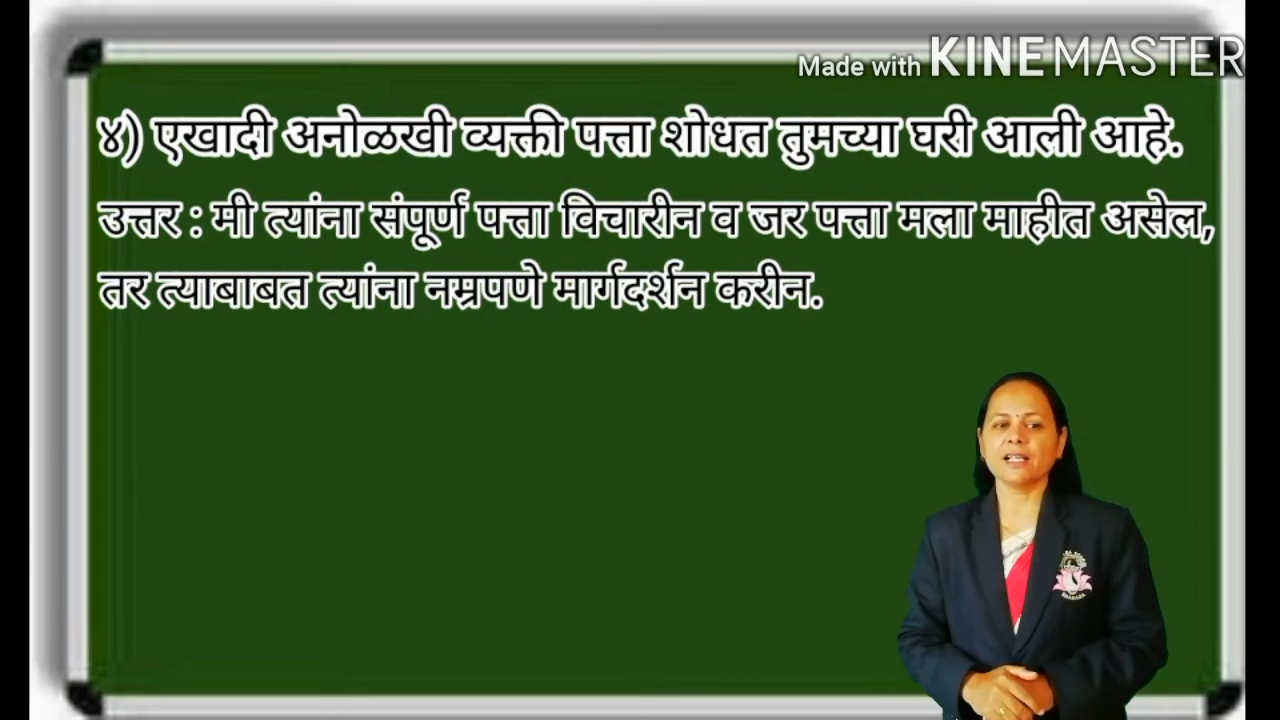 Made with KINEMASTER
४) एखादी अनोळखी व्यक्ती पत्ता शोधत तुमच्या घरी आली आहे.
उत्तर : मी त्यांना संपूर्ण पत्ता विचारीन व जर पत्ता मला माहीत असेल,
तर त्याबाबत त्यांना नम्रपणे मार्गदर्शन करीन.